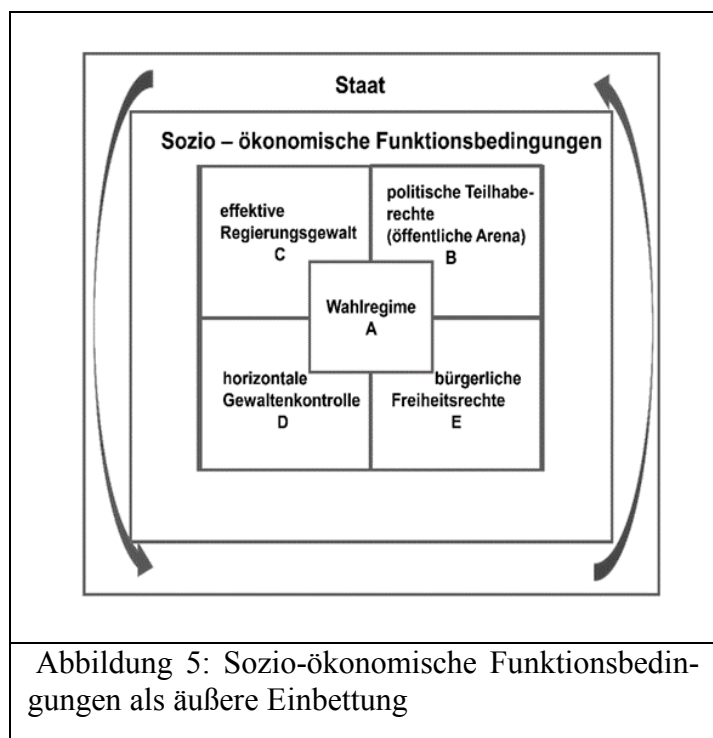 Staat
Sozio – ökonomische Funktionsbedingungen
effektive
Regierungsgewalt
C
politische Teilhabe-
rechte
(öffentliche Arena)
B
Wahlregime
A
horizontale
Gewaltenkontrolle
D
bürgerliche
Freiheitsrechte
E
Abbildung 5: Sozio-ökonomische Funktionsbedin-
gungen als äußere Einbettung